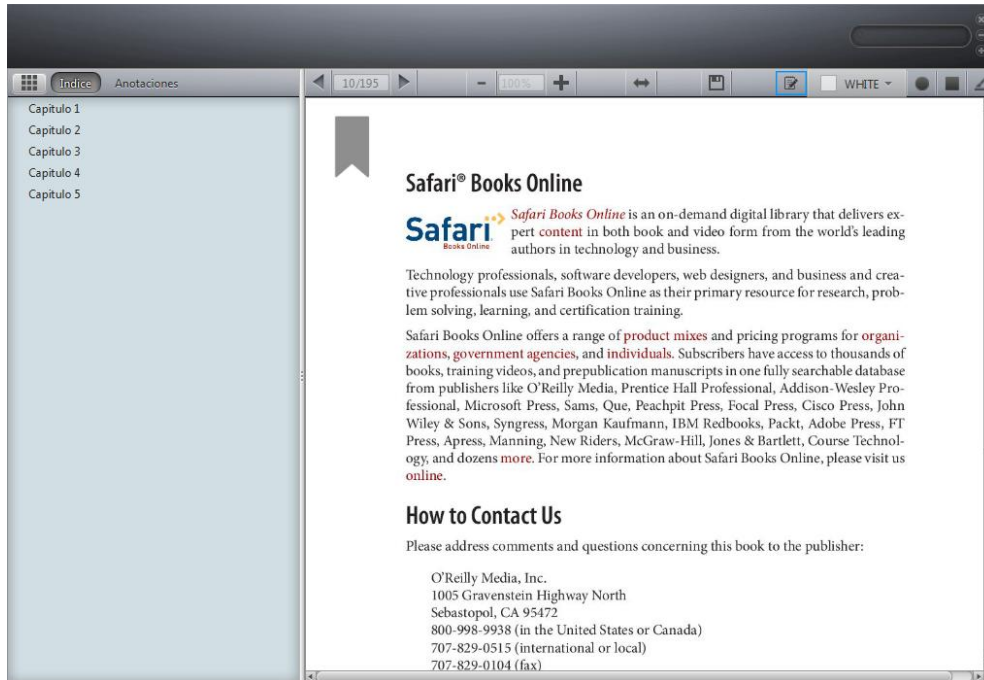 Indice Anotaciones 10/195 100% WHITE
Capitulo 1
Capitulo 2
Capitulo 3
Capitulo 4
Capitulo 5
Safari® Books Online
Safari
Books Online
Safari Books Online is an on-demand digital library that delivers ex-
pert content in both book and video form from the world's leading
authors in technology and business.
Technology professionals, software developers, web designers, and business and crea-
tive professionals use Safari Books Online as their primary resource for research, prob-
lem solving, learning, and certification training.
Safari Books Online offers a range of product mixes and pricing programs for organi-
zations, government agencies, and individuals. Subscribers have access to thousands of
books, training videos, and prepublication manuscripts in one fully searchable database
from publishers like O'Reilly Media, Prentice Hall Professional, Addison-Wesley Pro-
fessional, Microsoft Press, Sams, Que, Peachpit Press, Focal Press, Cisco Press, John
Wiley & Sons, Syngress, Morgan Kaufmann, IBM Redbooks, Packt, Adobe Press, FT
Press, Apress, Manning, New Riders, McGraw-Hill, Jones & Bartlett, Course Technol-
ogy, and dozens more. For more information about Safari Books Online, please visit us
online.
How to Contact Us
Please address comments and questions concerning this book to the publisher:
O'Reilly Media, Inc.
1005 Gravenstein Highway North
Sebastopol, CA 95472
800-998-9938 (in the United States or Canada)
707-829-0515 (international or local)
707-829-0104 (fax)